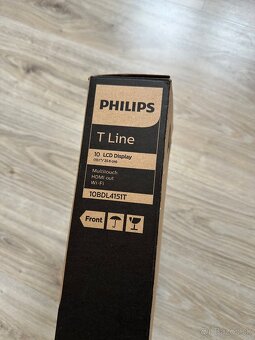 PHILIPS
T Line
10 LCD Display
Multitouch
HDMI out
Wi-Fi
10BDL4151T
Front